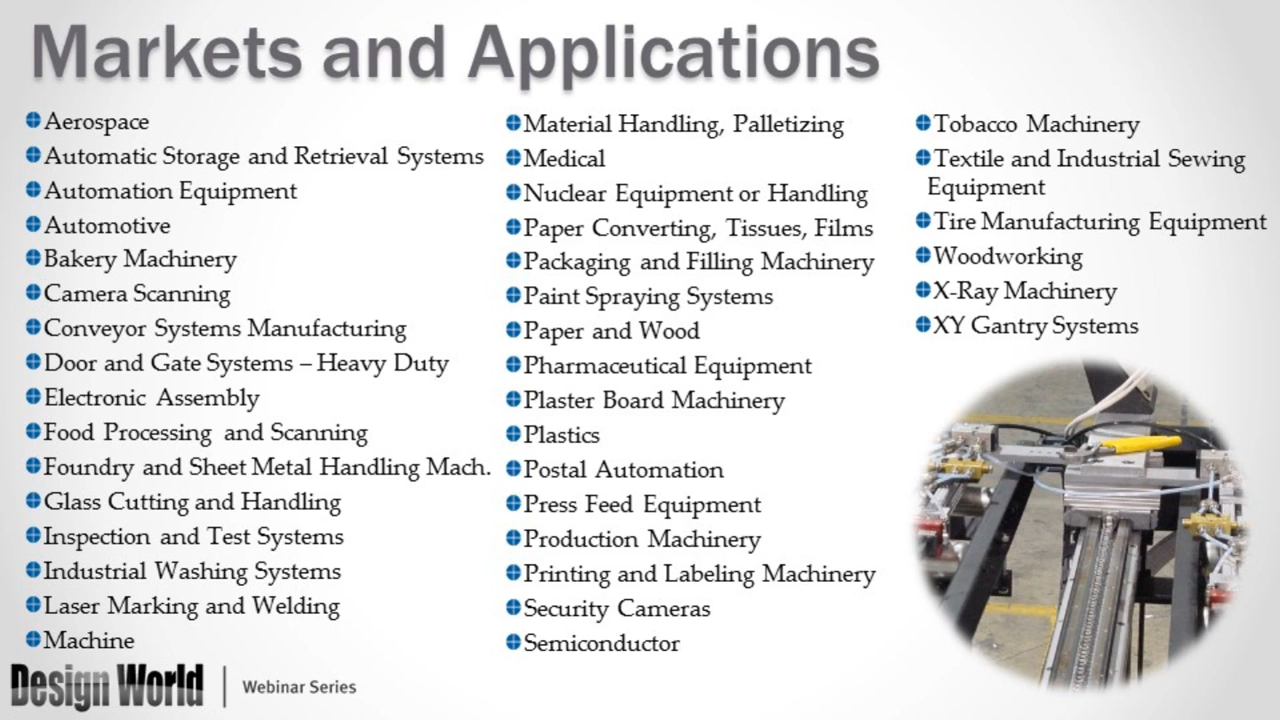 Markets and Applications
Aerospace
Automatic Storage and Retrieval Systems
Automation Equipment
Automotive
Bakery Machinery
Camera Scanning
Conveyor Systems Manufacturing
Door and Gate Systems – Heavy Duty
Electronic Assembly
Food Processing and Scanning
Foundry and Sheet Metal Handling Mach.
Glass Cutting and Handling
Inspection and Test Systems
Industrial Washing Systems
Laser Marking and Welding
Machine
Material Handling, Palletizing
Medical
Nuclear Equipment or Handling
Paper Converting, Tissues, Films
Packaging and Filling Machinery
Paint Spraying Systems
Paper and Wood
Pharmaceutical Equipment
Plaster Board Machinery
Plastics
Postal Automation
Press Feed Equipment
Production Machinery
Printing and Labeling Machinery
Security Cameras
Semiconductor
Tobacco Machinery
Textile and Industrial Sewing
Equipment
Tire Manufacturing Equipment
Woodworking
X-Ray Machinery
XY Gantry Systems
Design World
Webinar Series